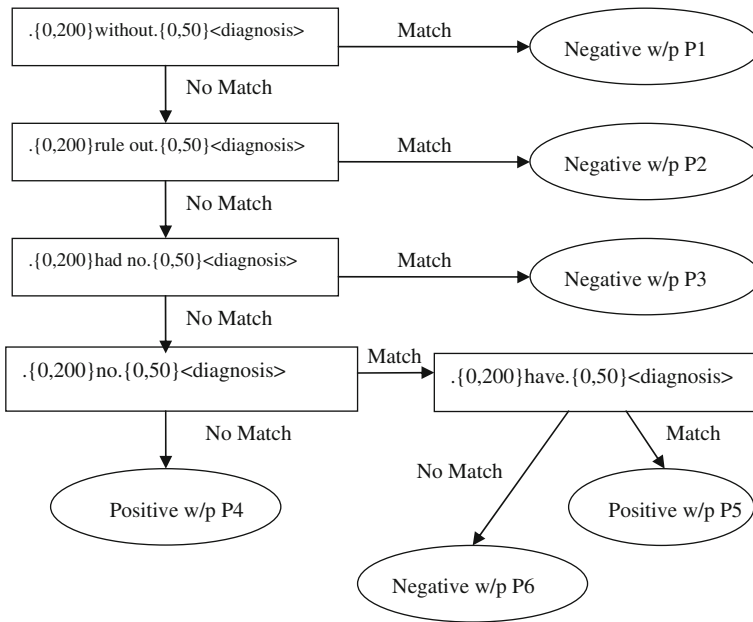 .{0,200}without.{0,50}<diagnosis>
Match
Negative w/p P1
No Match
.{0,200}rule out.{0,50}<diagnosis>
Match
Negative w/p P2
No Match
.{0,200}had no.{0,50}<diagnosis>
Match
Negative w/p P3
No Match
.{0,200}no.{0,50}<diagnosis>
Match
.{0,200}have.{0,50}<diagnosis>
No Match
Match
No Match
Positive w/p P4
Positive w/p P5
Negative w/p P6